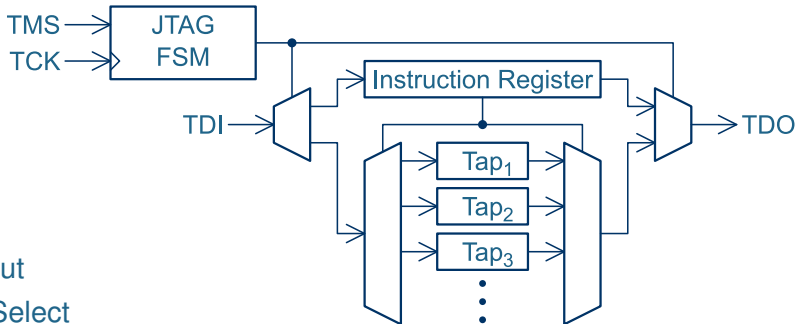 TMS
TCK
JTAG
FSM
Instruction Register
TDI
TDO
Tap1
Tap2
Tap3
ut
Select